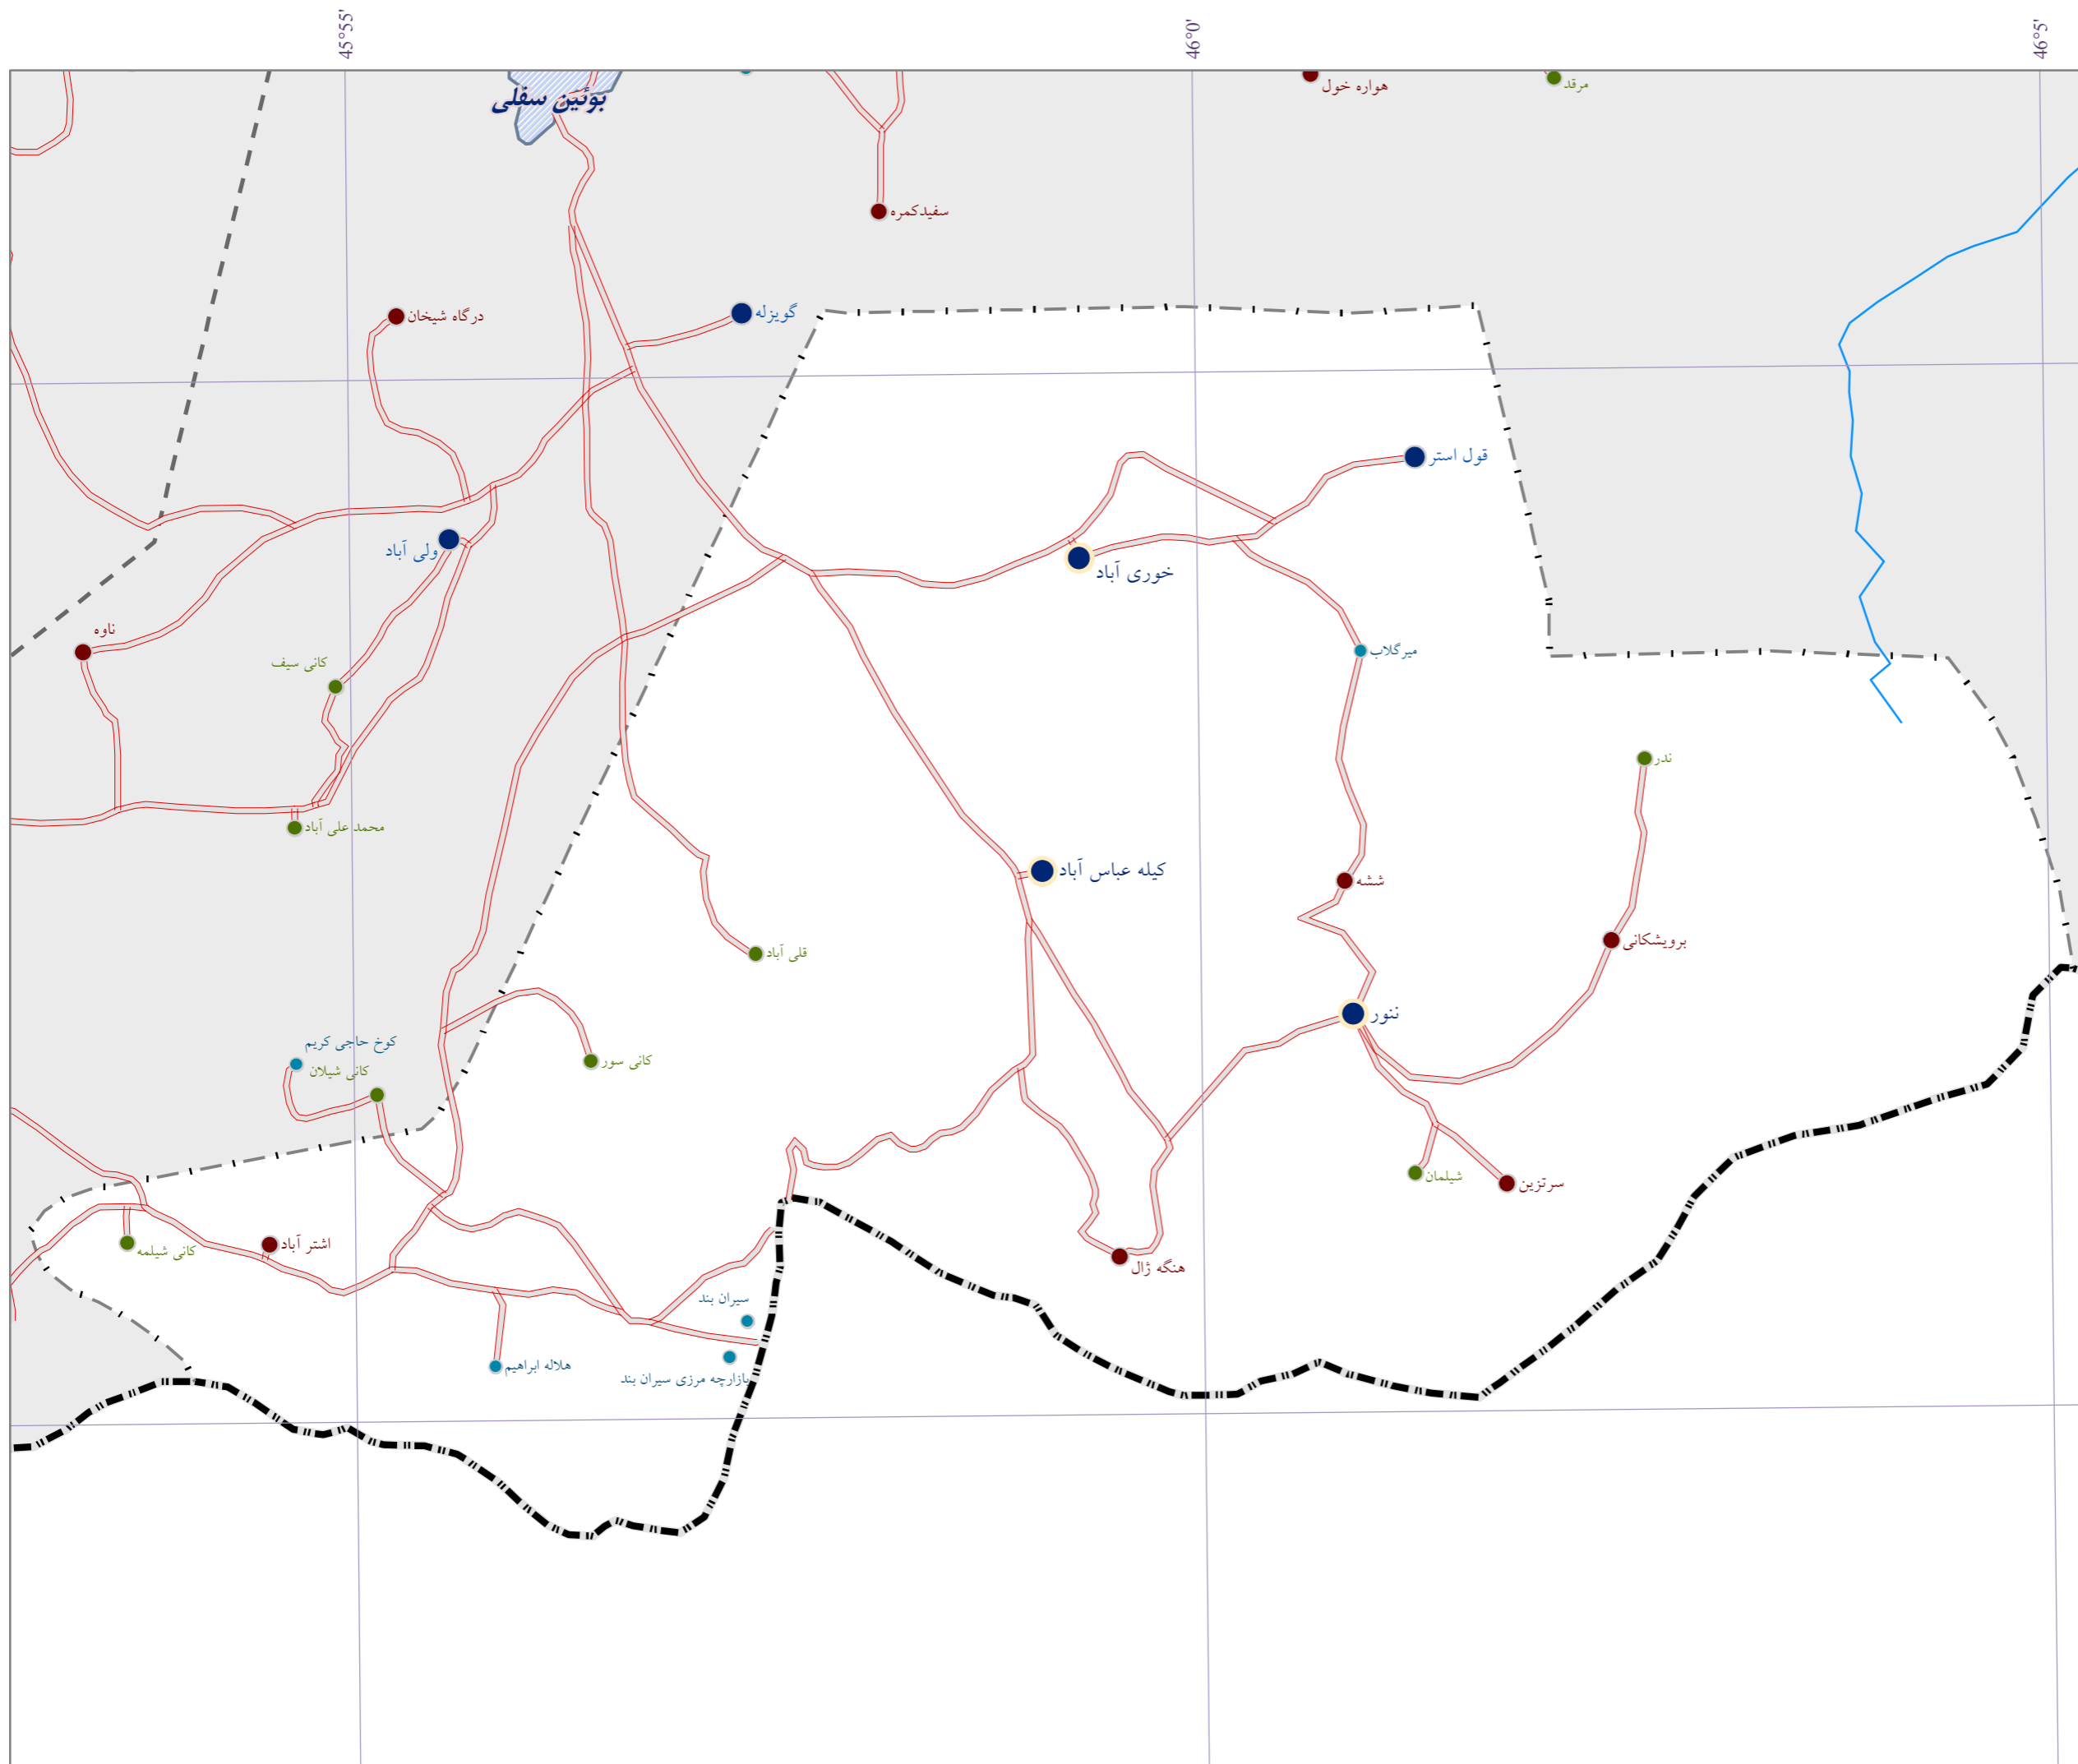 45°55'
46°0'
46°5'
هواره خول
مرقد
بوئین سفلی
سفیدکمره
گویزله
درگاه شیخان
قول استر
ولی آباد
خوری آباد
ناوه
میرگلاب
کانی سیف
ندر
محمد علی آباد
کیله عباس آباد
ششه
برویشکانی
قلی آباد
ننور
کوخ حاجی کریم
کانی سور
کانی شیلان
شیلمان
سرتزین
اشتر آباد
کانی شیلمه
هنگه ژال
سیران بند
هلاله ابراهیم
بازارچه مرزی سیران بند